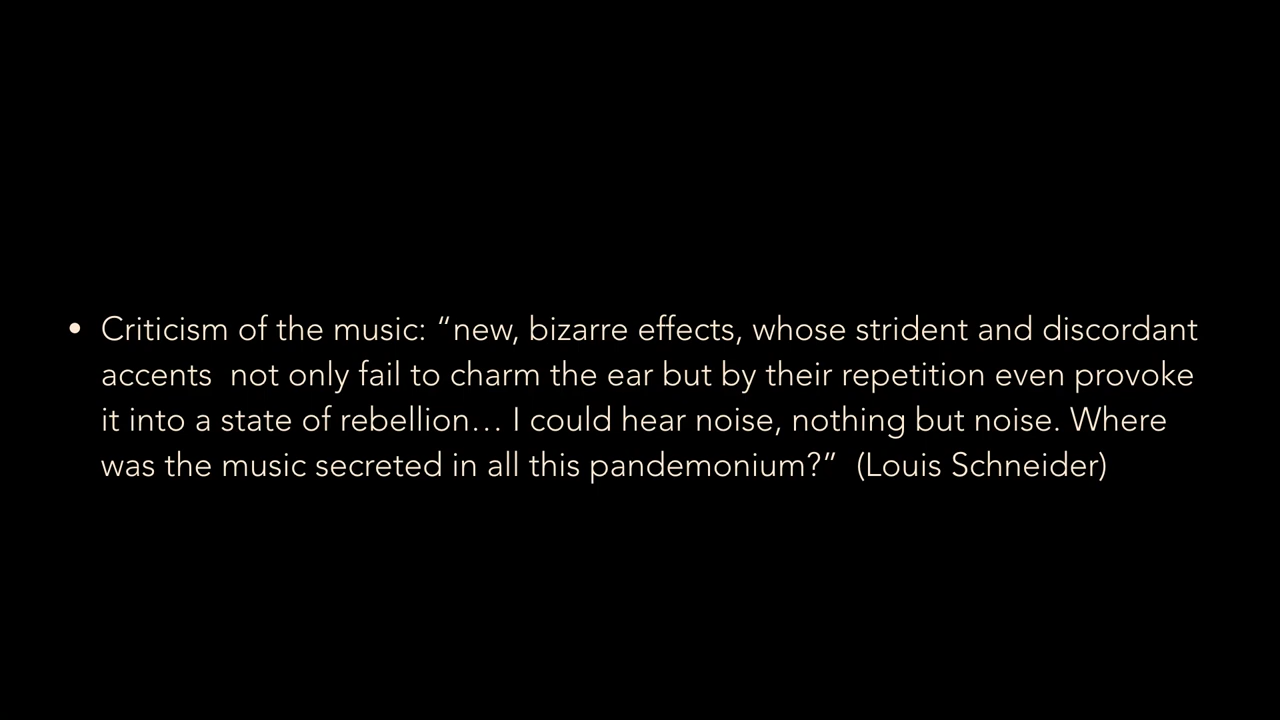 • Criticism of the music: “new, bizarre effects, whose strident and discordant
accents  not only fail to charm the ear but by their repetition even provoke
it into a state of rebellion… I could hear noise, nothing but noise. Where
was the music secreted in all this pandemonium?”  (Louis Schneider)